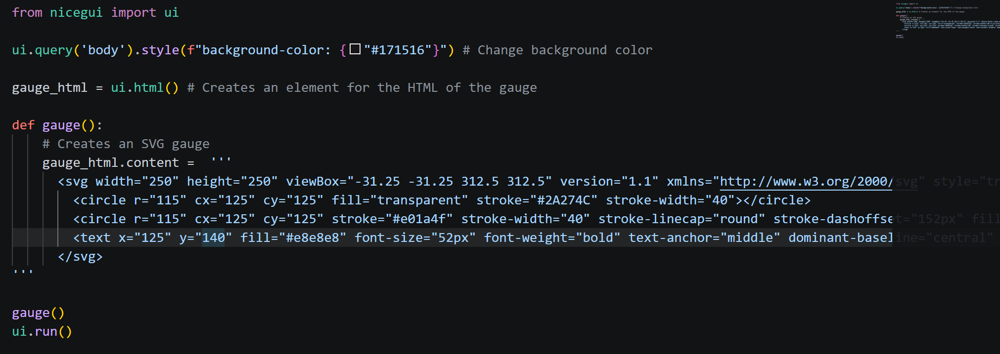 from nicegui import ui
ui.query('body').style(f"background-color: {"#171516"}") # Change background color
gauge_html = ui.html() # Creates an element for the HTML of the gauge
def gauge():
# Creates an SVG gauge
gauge_html.content =  '''
<svg width="250" height="250" viewBox="-31.25 -31.25 312.5 312.5" version="1.1" xmlns="http://www.w3.org/2000/svg" style="tr
<circle r="115" cx="125" cy="125" fill="transparent" stroke="#2A274C" stroke-width="40"></circle>
<circle r="115" cx="125" cy="125" stroke="#e01a4f" stroke-width="40" stroke-linecap="round" stroke-dashoffset="152px" fill
<text x="125" y="140" fill="#e8e8e8" font-size="52px" font-weight="bold" text-anchor="middle" dominant-baseline="central"
</svg>
'''
gauge()
ui.run()